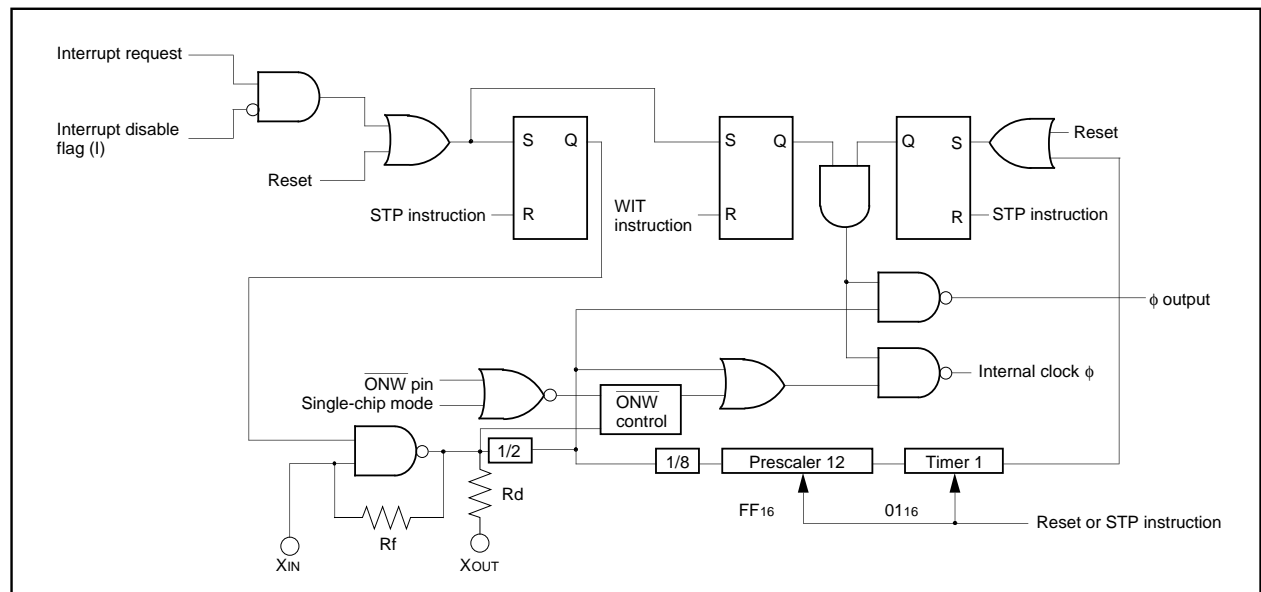 Interrupt request
Interrupt disable
flag (I)
Reset
S Q
R
STP instruction
S Q
R
WIT
instruction
Q S
R
Reset
STP instruction
ϕ output
Internal clock ϕ
ONW pin
Single-chip mode
ONW
control
1/2
1/8
Prescaler 12
Timer 1
Rd
Rf
FF16
0116
Reset or STP instruction
XIN
XOUT